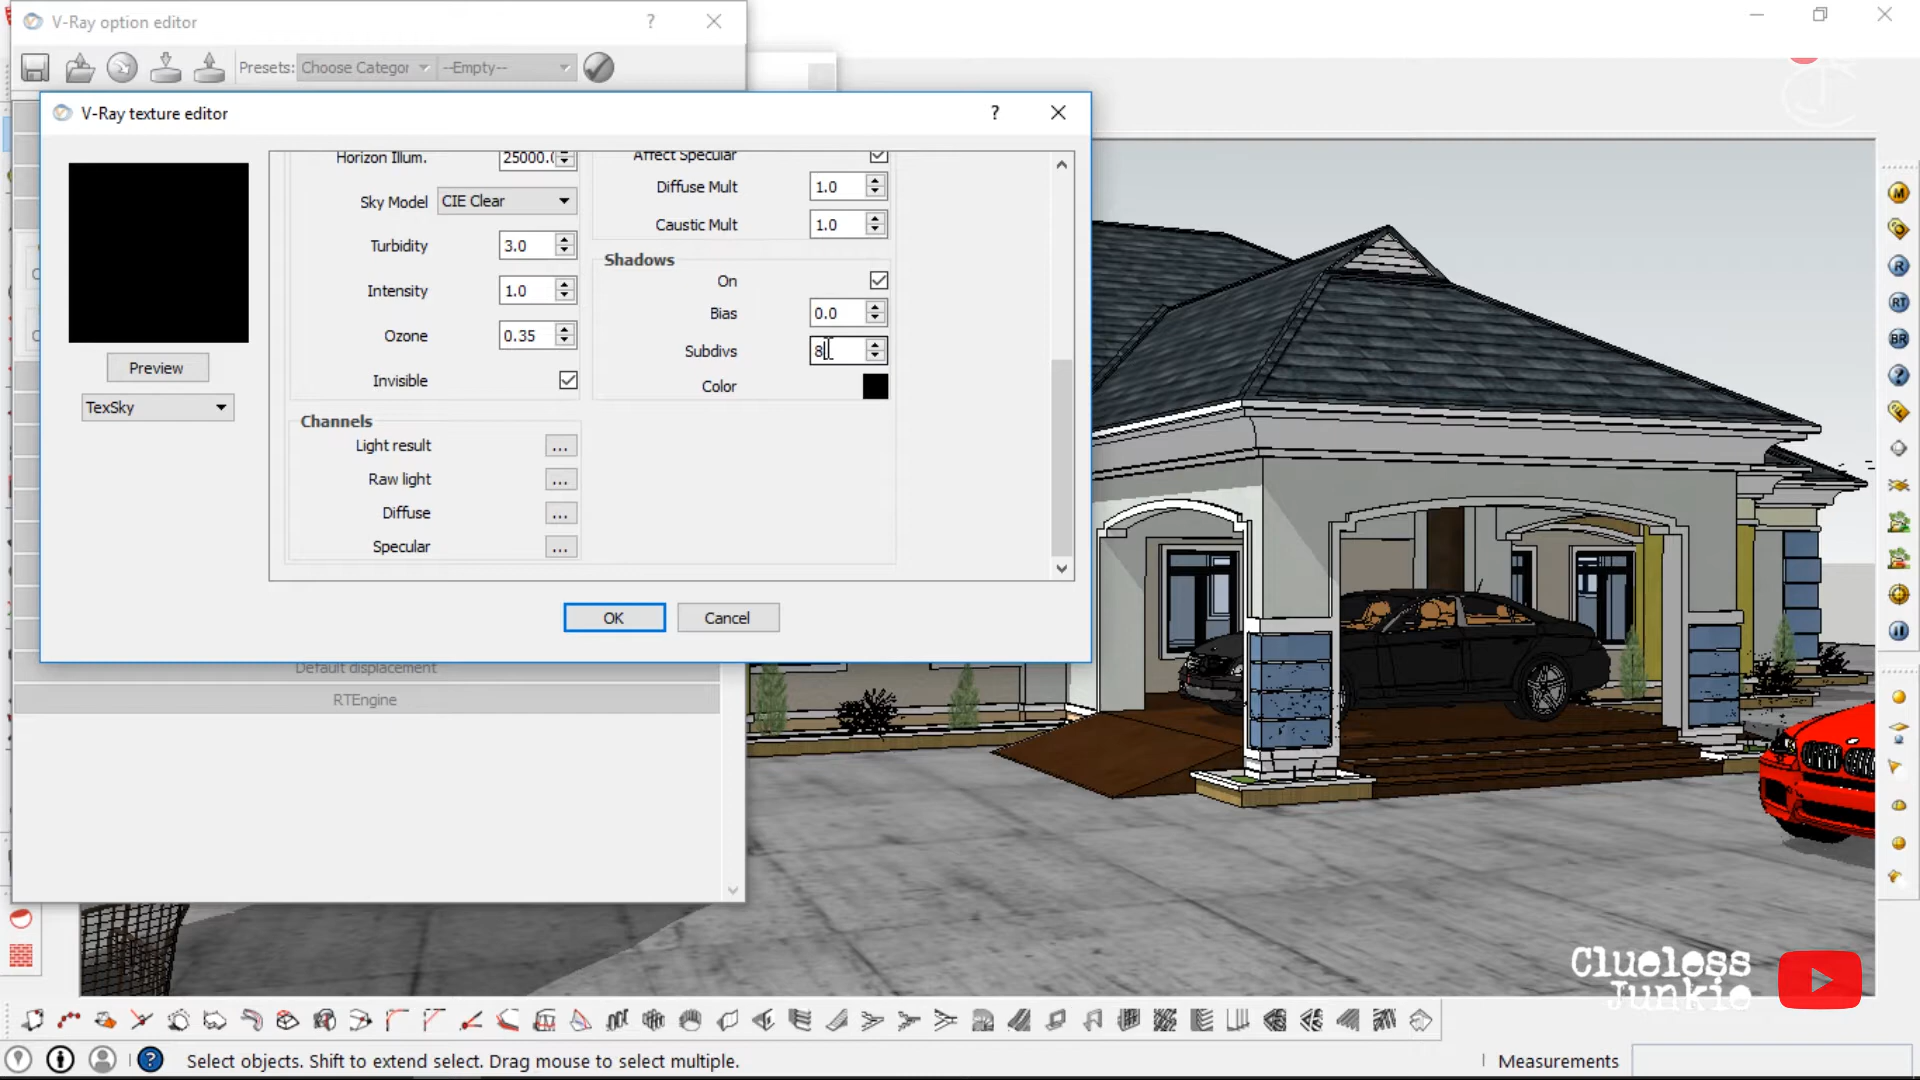 V-Ray option editor
?
Presets: Choose Categor --Empty--
V-Ray texture editor
?
Horizon Illum. 25000.(
Affect Specular
Diffuse Mult 1.0
Sky Model CIE Clear
Caustic Mult 1.0
Turbidity 3.0
Shadows
On
Intensity 1.0
Bias 0.0
Ozone 0.35
Subdivs 8
Invisible
Color
Preview
TexSky
Channels
Light result ...
Raw light ...
Diffuse ...
Specular ...
OK Cancel
Default displacement
RTEngine
M
R
RT
BR
?
Clueless
Junkie
Select objects. Shift to extend select. Drag mouse to select multiple.
Measurements